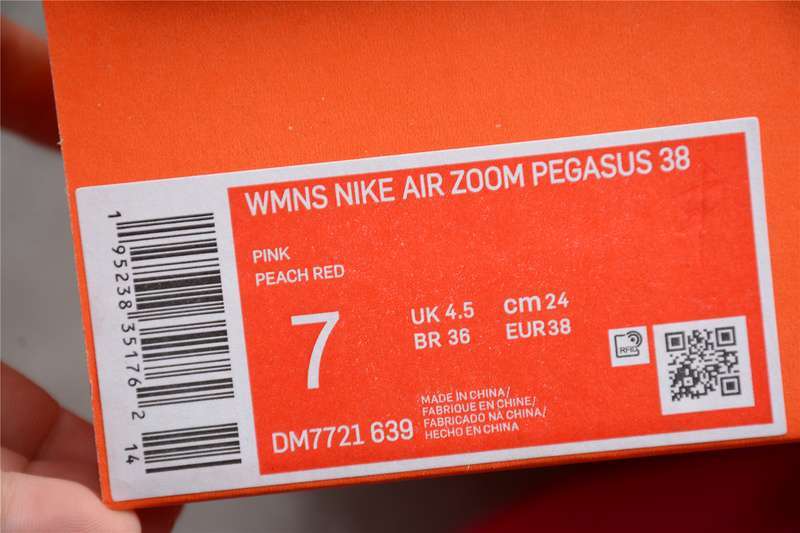 WMNS NIKE AIR ZOOM PEGASUS 38
PINK
PEACH RED
7
UK 4.5 cm 24
BR 36 EUR 38
RFID
DM7721 639
MADE IN CHINA/
FABRIQUE EN CHINE/
FABRICADO NA CHINA/
HECHO EN CHINA
1 95238 35176 2 14